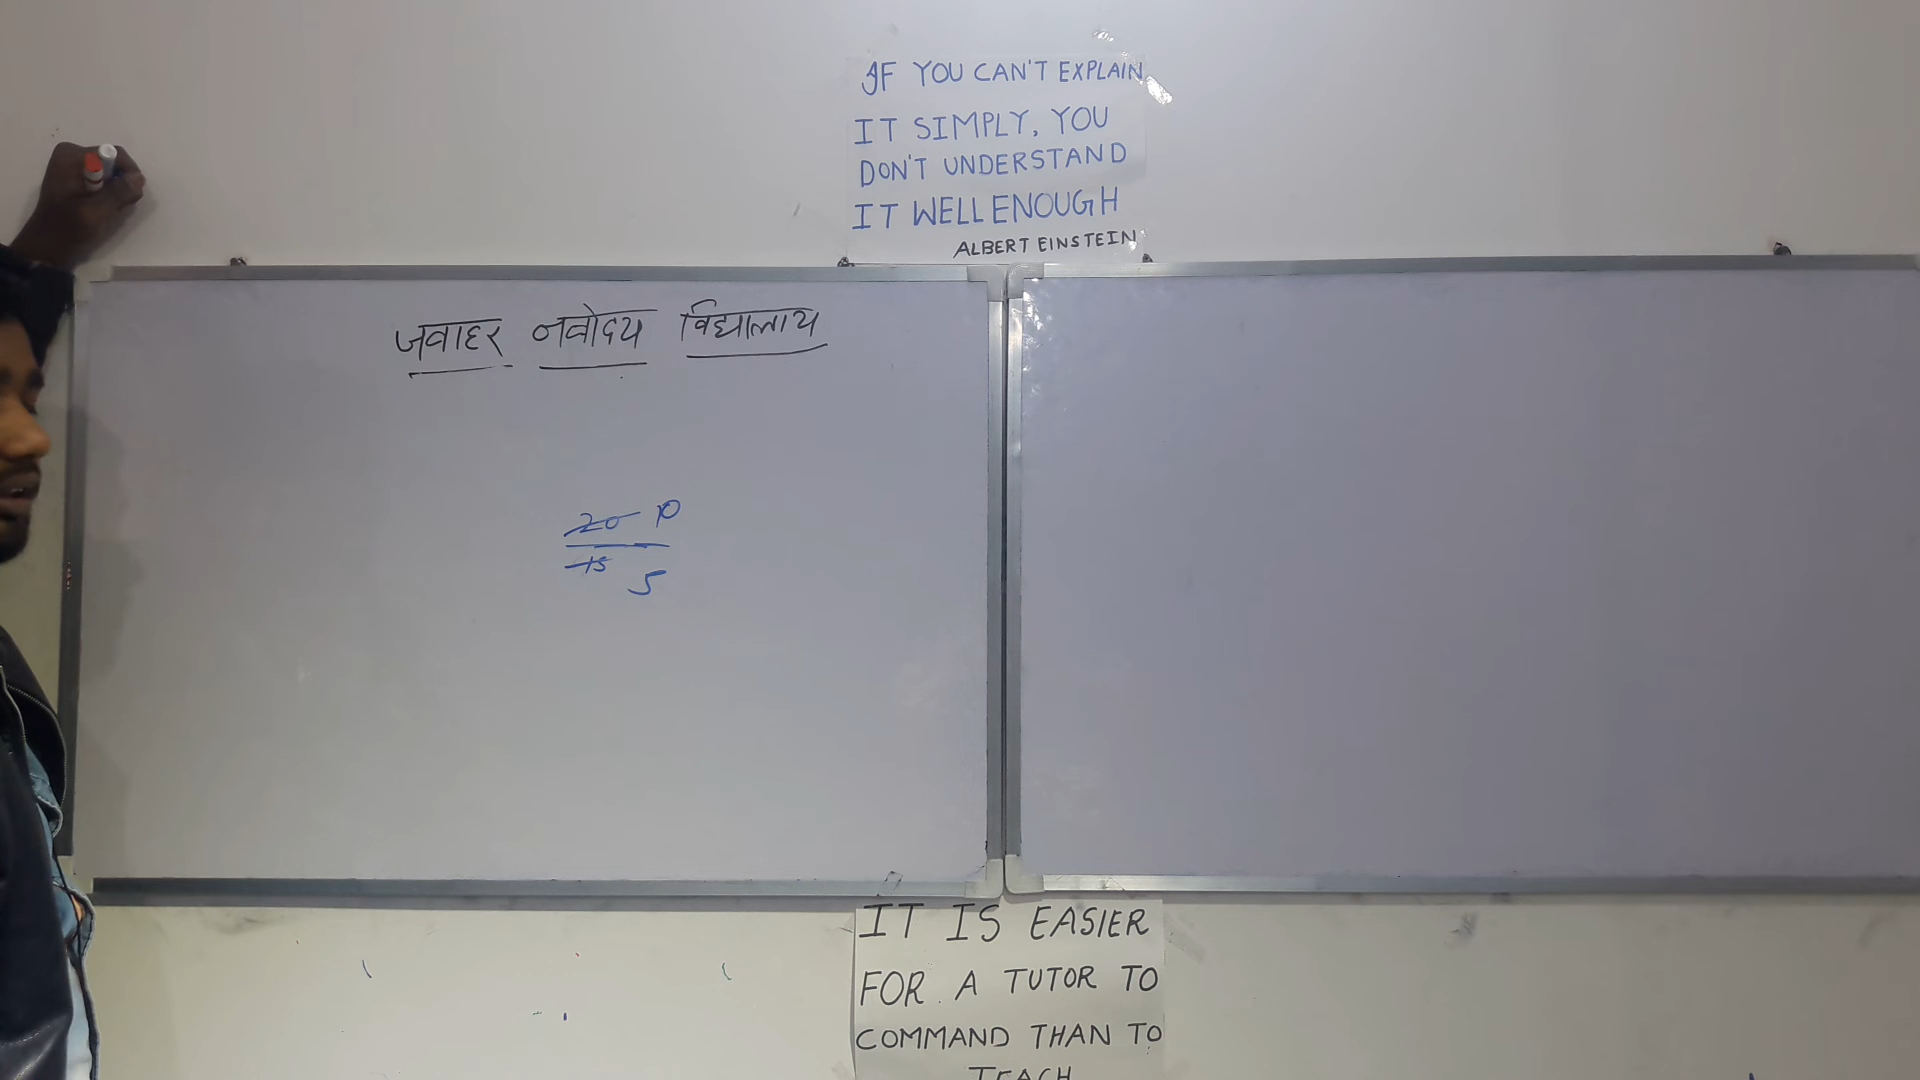 IF YOU CAN'T EXPLAIN
IT SIMPLY, YOU
DON'T UNDERSTAND
IT WELL ENOUGH
ALBERT EINSTEIN
जवाहर नवोदय विद्यालय
20 10
15 5
IT IS EASIER
FOR A TUTOR TO
COMMAND THAN TO
TEACH